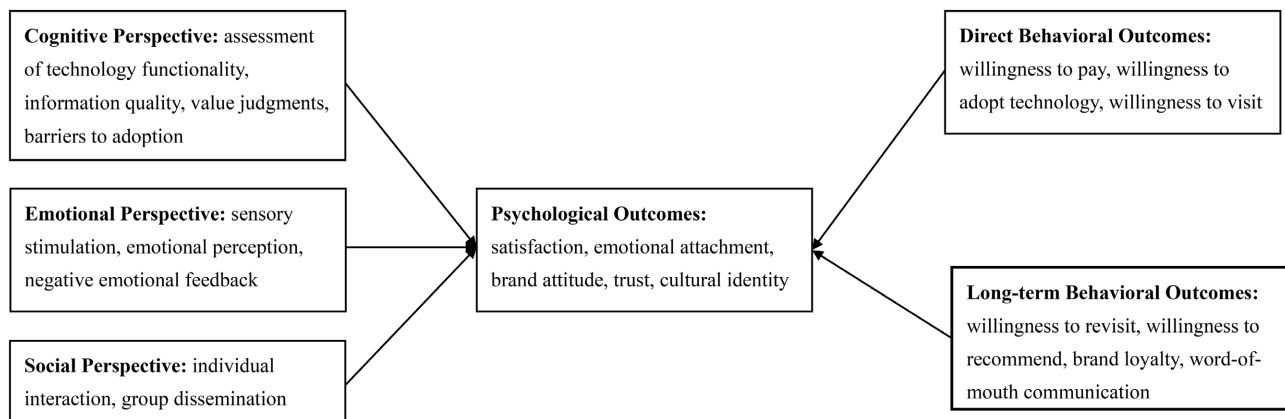 Cognitive Perspective: assessment
of technology functionality,
information quality, value judgments,
barriers to adoption
Emotional Perspective: sensory
stimulation, emotional perception,
negative emotional feedback
Social Perspective: individual
interaction, group dissemination
Psychological Outcomes:
satisfaction, emotional attachment,
brand attitude, trust, cultural identity
Direct Behavioral Outcomes:
willingness to pay, willingness to
adopt technology, willingness to visit
Long-term Behavioral Outcomes:
willingness to revisit, willingness to
recommend, brand loyalty, word-of-
mouth communication